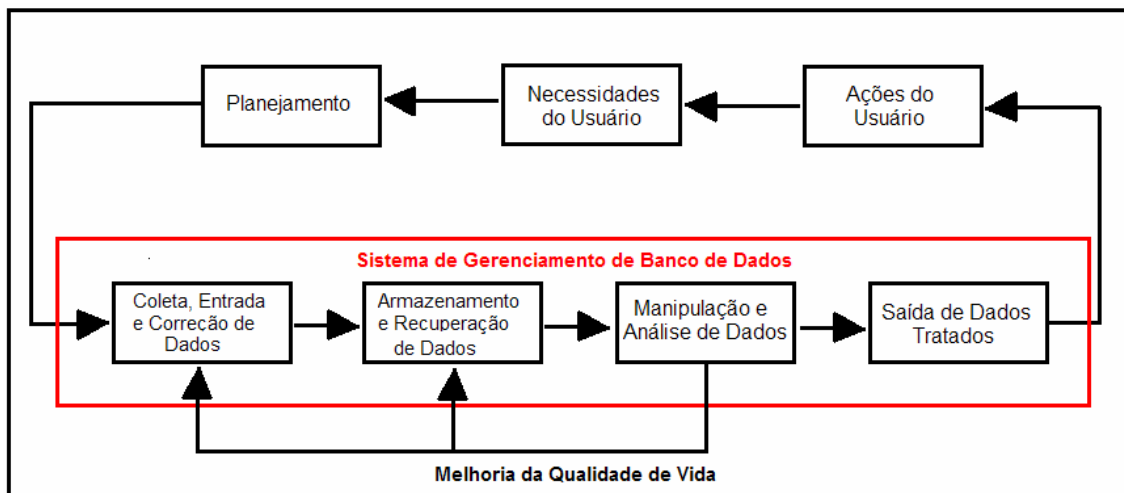 Planejamento
Necessidades
do Usuário
Ações do
Usuário
Sistema de Gerenciamento de Banco de Dados
Coleta, Entrada
e Correção de
Dados
Armazenamento
e Recuperação
de Dados
Manipulação e
Análise de Dados
Saída de Dados
Tratados
Melhoria da Qualidade de Vida